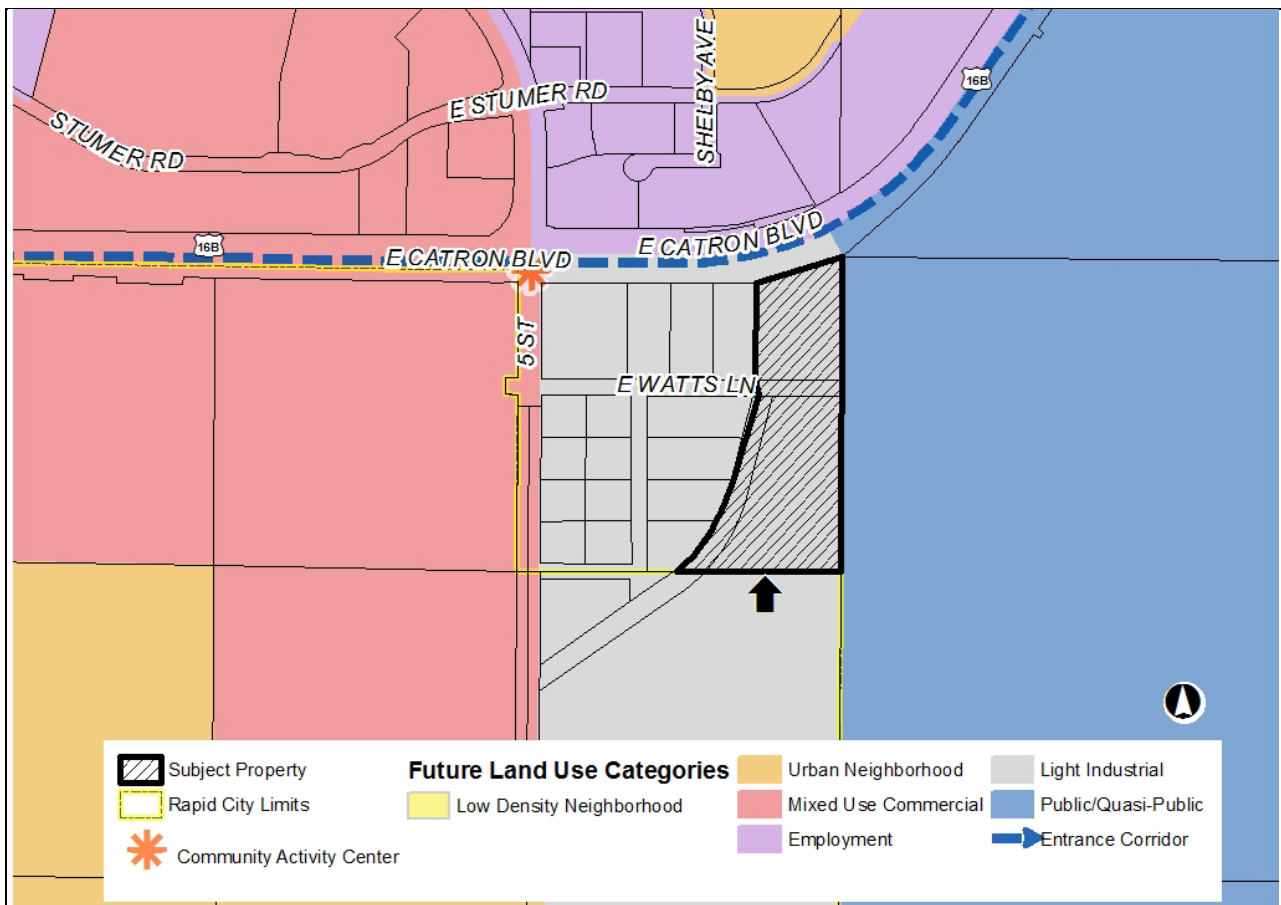 SHELBY AVE
16B
E STUMER RD
STUMER RD
16B
E CATRON BLVD
E CATRON BLVD
5 ST
E WATTS LN
Subject Property
Rapid City Limits
Community Activity Center
Future Land Use Categories
Low Density Neighborhood
Urban Neighborhood
Mixed Use Commercial
Employment
Light Industrial
Public/Quasi-Public
Entrance Corridor